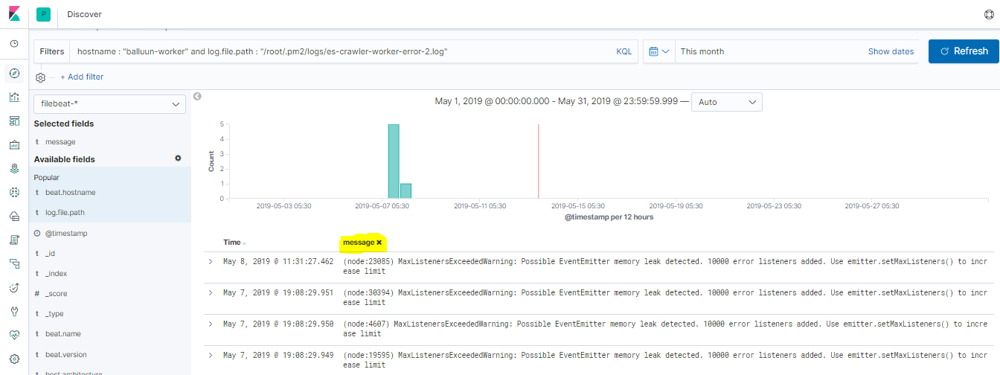 P Discover
Filters hostname : "balluun-worker" and log.file.path : "/root/.pm2/logs/es-crawler-worker-error-2.log" KQL This month Show dates Refresh
+ Add filter
filebeat-*
Selected fields
t message
Available fields
Popular
t beat.hostname
t log.file.path
@timestamp
t _id
t _index
# _score
t _type
t beat.name
t beat.version
May 1, 2019 @ 00:00:00.000 - May 31, 2019 @ 23:59:59.999 — Auto
Count
5
4
3
2
1
0
2019-05-03 05:30 2019-05-07 05:30 2019-05-11 05:30 2019-05-15 05:30 2019-05-19 05:30 2019-05-23 05:30 2019-05-27 05:30
@timestamp per 12 hours
Time message ×
May 8, 2019 @ 11:31:27.462 (node:23085) MaxListenersExceededWarning: Possible EventEmitter memory leak detected. 10000 error listeners added. Use emitter.setMaxListeners() to incr
ease limit
May 7, 2019 @ 19:08:29.951 (node:30394) MaxListenersExceededWarning: Possible EventEmitter memory leak detected. 10000 error listeners added. Use emitter.setMaxListeners() to incr
ease limit
May 7, 2019 @ 19:08:29.950 (node:4607) MaxListenersExceededWarning: Possible EventEmitter memory leak detected. 10000 error listeners added. Use emitter.setMaxListeners() to incre
ase limit
May 7, 2019 @ 19:08:29.949 (node:19595) MaxListenersExceededWarning: Possible EventEmitter memory leak detected. 10000 error listeners added. Use emitter.setMaxListeners() to incr
ease limit